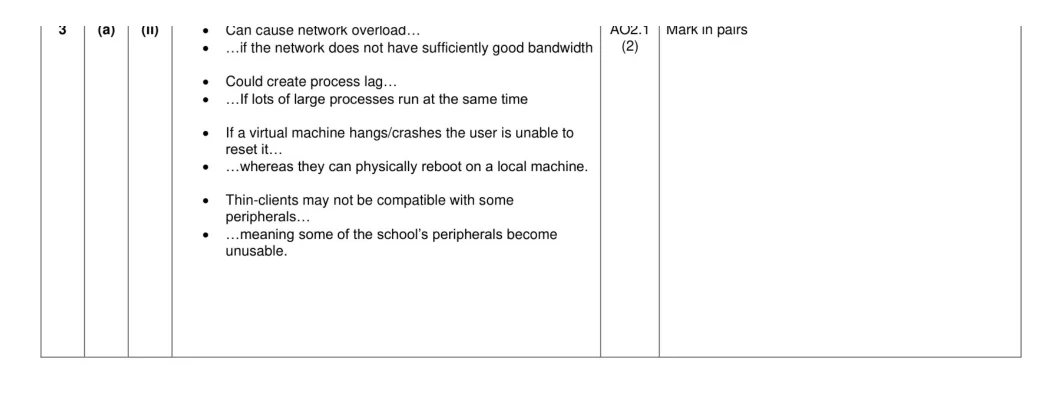 3 (a) (ii) • Can cause network overload… AO2.1 Mark in pairs
• …if the network does not have sufficiently good bandwidth (2)
• Could create process lag…
• …If lots of large processes run at the same time
• If a virtual machine hangs/crashes the user is unable to
reset it…
• …whereas they can physically reboot on a local machine.
• Thin-clients may not be compatible with some
peripherals…
• …meaning some of the school’s peripherals become
unusable.